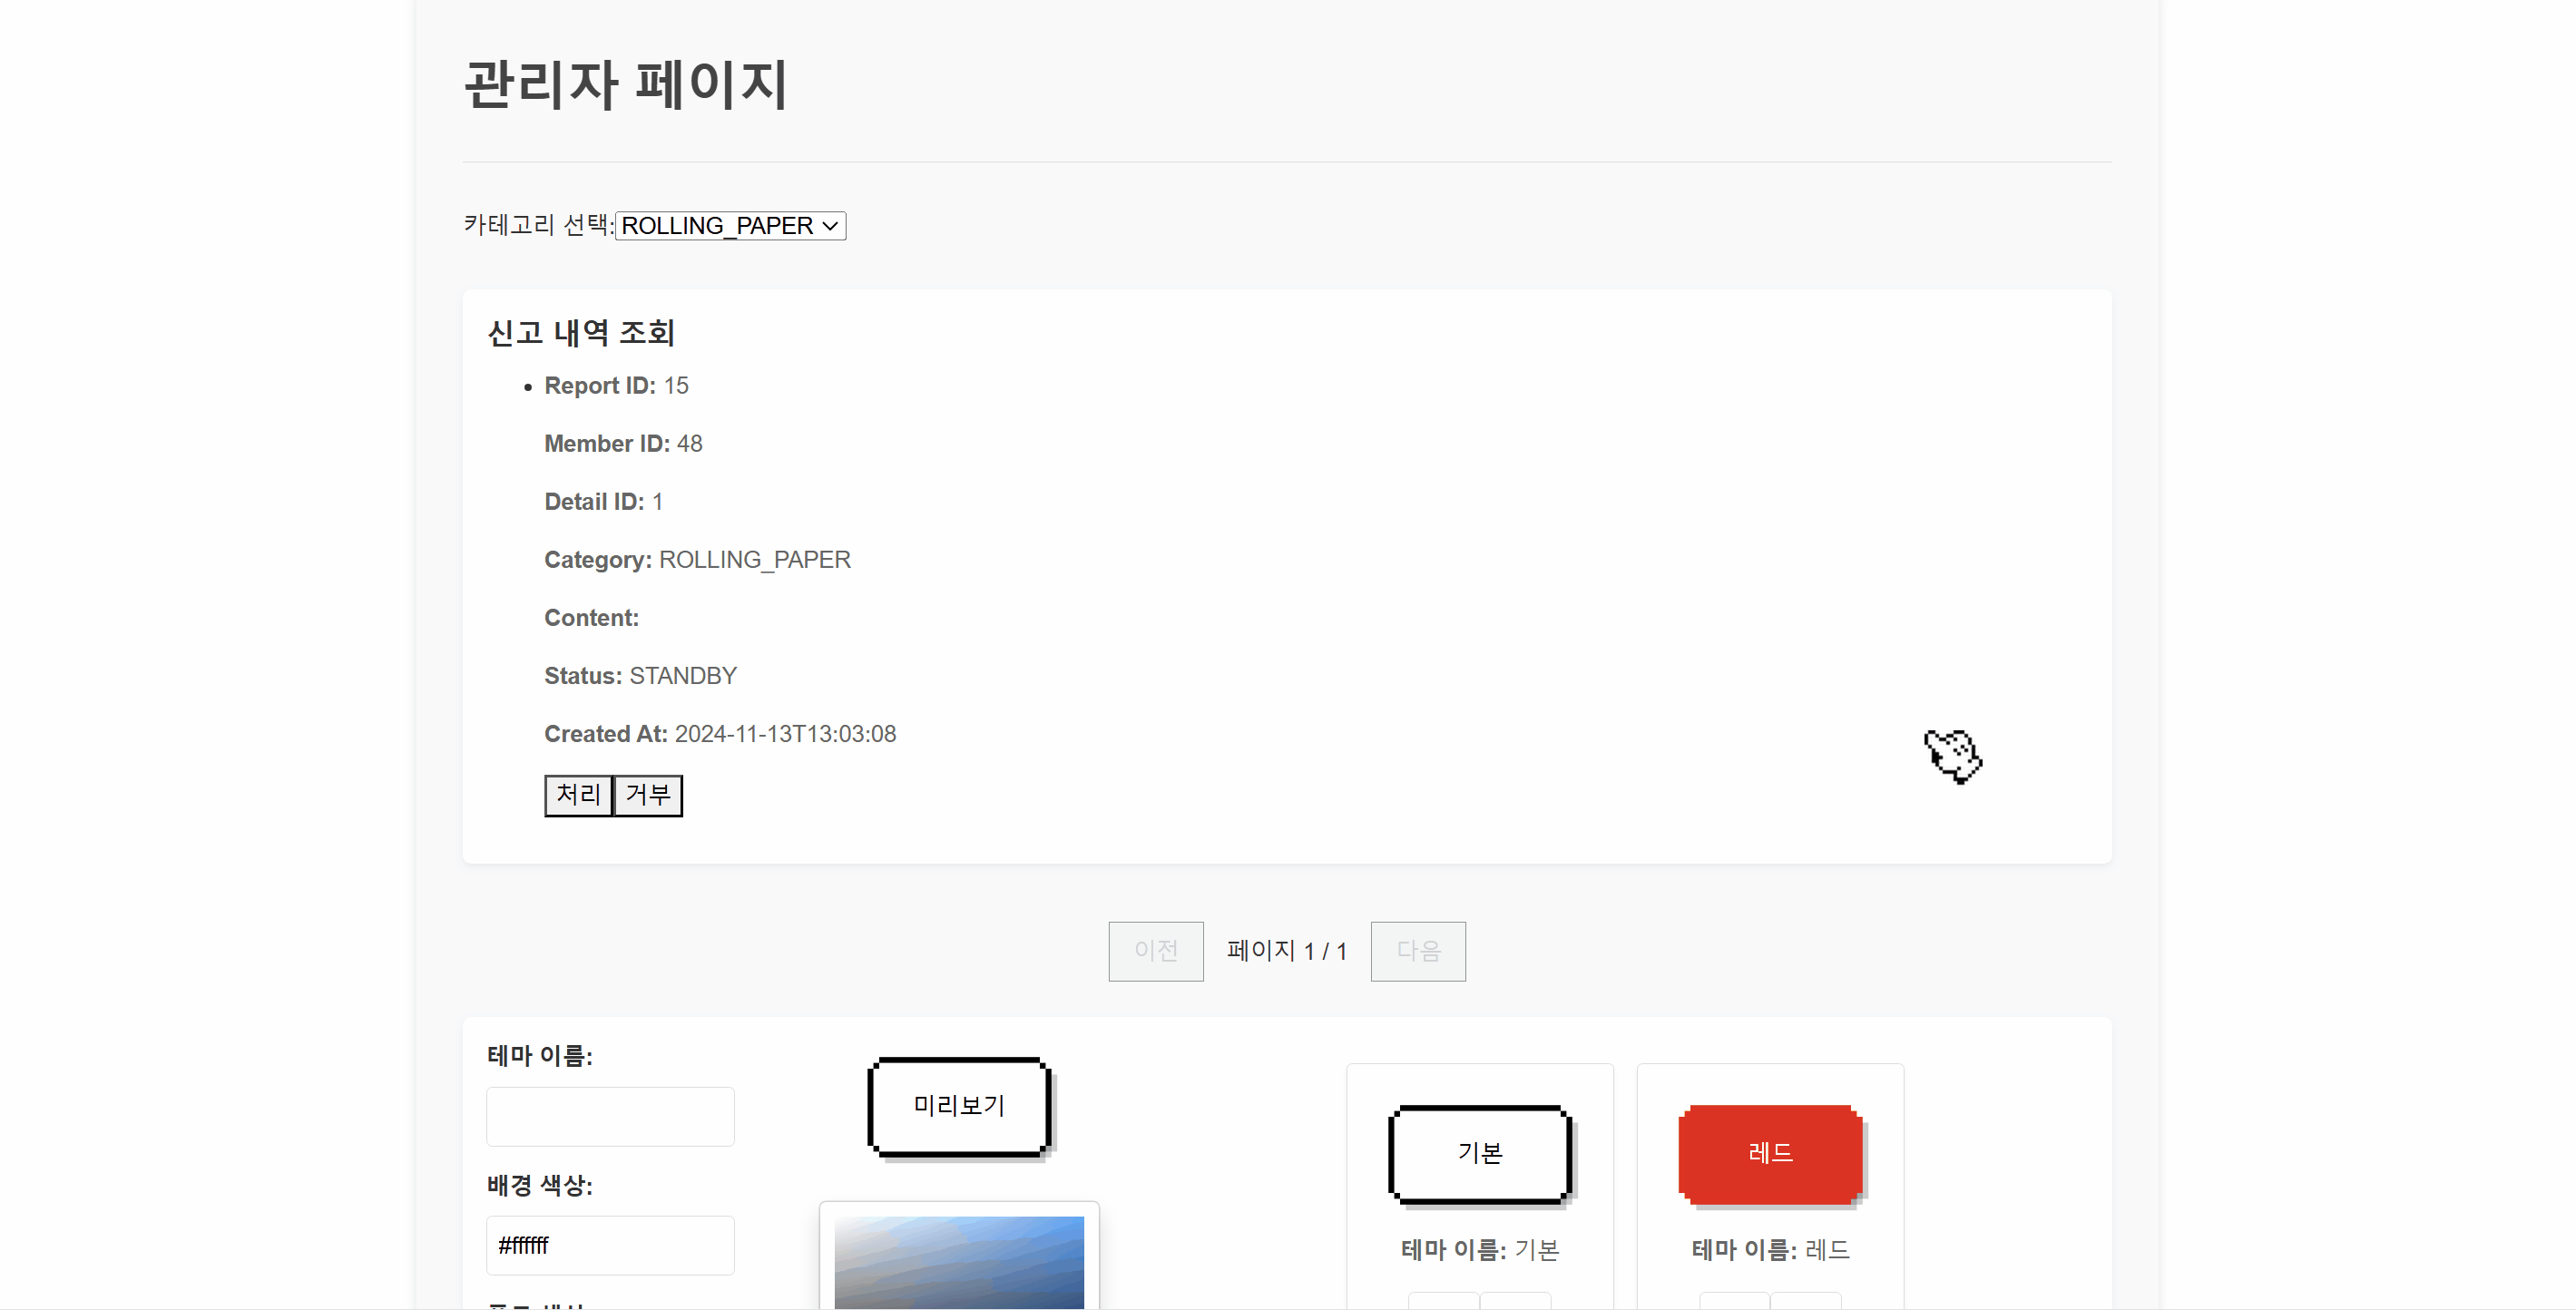 관리자 페이지
카테고리 선택: ROLLING_PAPER
신고 내역 조회
Report ID: 15
Member ID: 48
Detail ID: 1
Category: ROLLING_PAPER
Content:
Status: STANDBY
Created At: 2024-11-13T13:03:08
처리 거부
이전 페이지 1 / 1 다음
테마 이름:
미리보기
기본
레드
배경 색상:
#ffffff
테마 이름: 기본
테마 이름: 레드